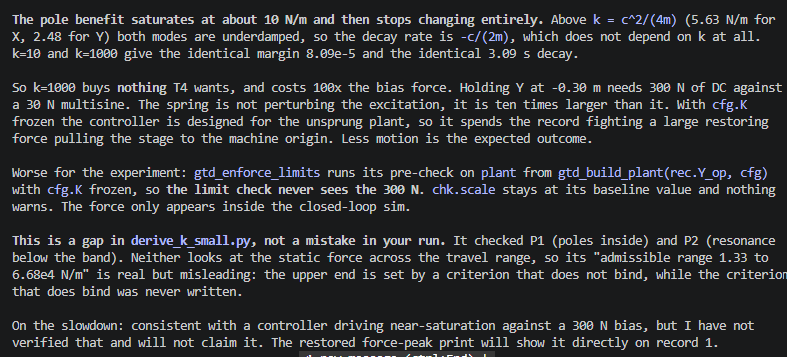 The pole benefit saturates at about 10 N/m and then stops changing entirely. Above k = c^2/(4m) (5.63 N/m for
X, 2.48 for Y) both modes are underdamped, so the decay rate is -c/(2m), which does not depend on k at all.
k=10 and k=1000 give the identical margin 8.09e-5 and the identical 3.09 s decay.
So k=1000 buys nothing T4 wants, and costs 100x the bias force. Holding Y at -0.30 m needs 300 N of DC against
a 30 N multisine. The spring is not perturbing the excitation, it is ten times larger than it. With cfg.K
frozen the controller is designed for the unsprung plant, so it spends the record fighting a large restoring
force pulling the stage to the machine origin. Less motion is the expected outcome.
Worse for the experiment: gtd_enforce_limits runs its pre-check on plant from gtd_build_plant(rec.Y_op, cfg)
with cfg.K frozen, so the limit check never sees the 300 N. chk.scale stays at its baseline value and nothing
warns. The force only appears inside the closed-loop sim.
This is a gap in derive_k_small.py, not a mistake in your run. It checked P1 (poles inside) and P2 (resonance
below the band). Neither looks at the static force across the travel range, so its "admissible range 1.33 to
6.68e4 N/m" is real but misleading: the upper end is set by a criterion that does not bind, while the criterion
that does bind was never written.
On the slowdown: consistent with a controller driving near-saturation against a 300 N bias, but I have not
verified that and will not claim it. The restored force-peak print will show it directly on record 1.